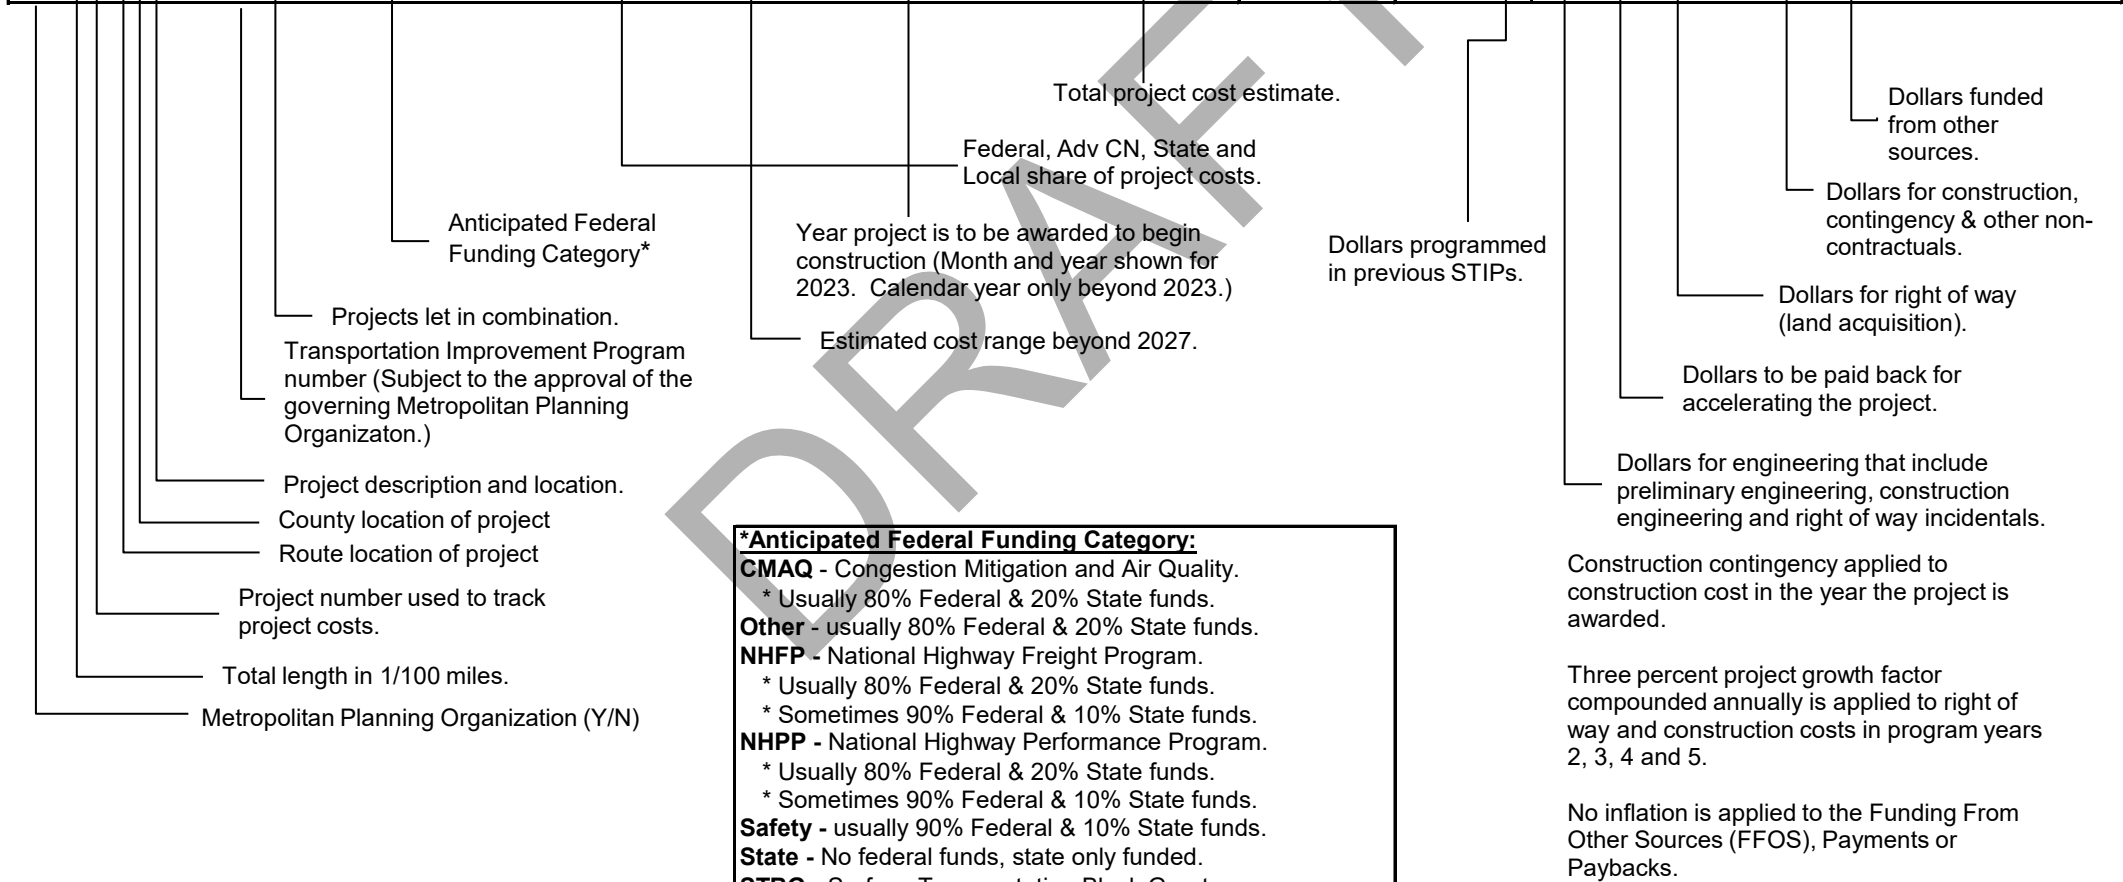 Total project cost estimate.
Dollars funded
from other
sources.
Federal, Adv CN, State and
Local share of project costs.
Dollars for construction,
contingency & other non-
contractuals.
Anticipated Federal
Funding Category*
Year project is to be awarded to begin
construction (Month and year shown for
2023.  Calendar year only beyond 2023.)
Dollars programmed
in previous STIPs.
Dollars for right of way
(land acquisition).
Projects let in combination.
Estimated cost range beyond 2027.
Transportation Improvement Program
number (Subject to the approval of the
governing Metropolitan Planning
Organizaton.)
Dollars to be paid back for
accelerating the project.
Project description and location.
County location of project
Route location of project
Project number used to track
project costs.
Total length in 1/100 miles.
Metropolitan Planning Organization (Y/N)
Dollars for engineering that include
preliminary engineering, construction
engineering and right of way incidentals.
*Anticipated Federal Funding Category:
CMAQ - Congestion Mitigation and Air Quality.
* Usually 80% Federal & 20% State funds.
Other - usually 80% Federal & 20% State funds.
NHFP - National Highway Freight Program.
* Usually 80% Federal & 20% State funds.
* Sometimes 90% Federal & 10% State funds.
NHPP - National Highway Performance Program.
* Usually 80% Federal & 20% State funds.
* Sometimes 90% Federal & 10% State funds.
Safety - usually 90% Federal & 10% State funds.
State - No federal funds, state only funded.
Construction contingency applied to
construction cost in the year the project is
awarded.
Three percent project growth factor
compounded annually is applied to right of
way and construction costs in program years
2, 3, 4 and 5.
No inflation is applied to the Funding From
Other Sources (FFOS), Payments or
Paybacks.
DRAF